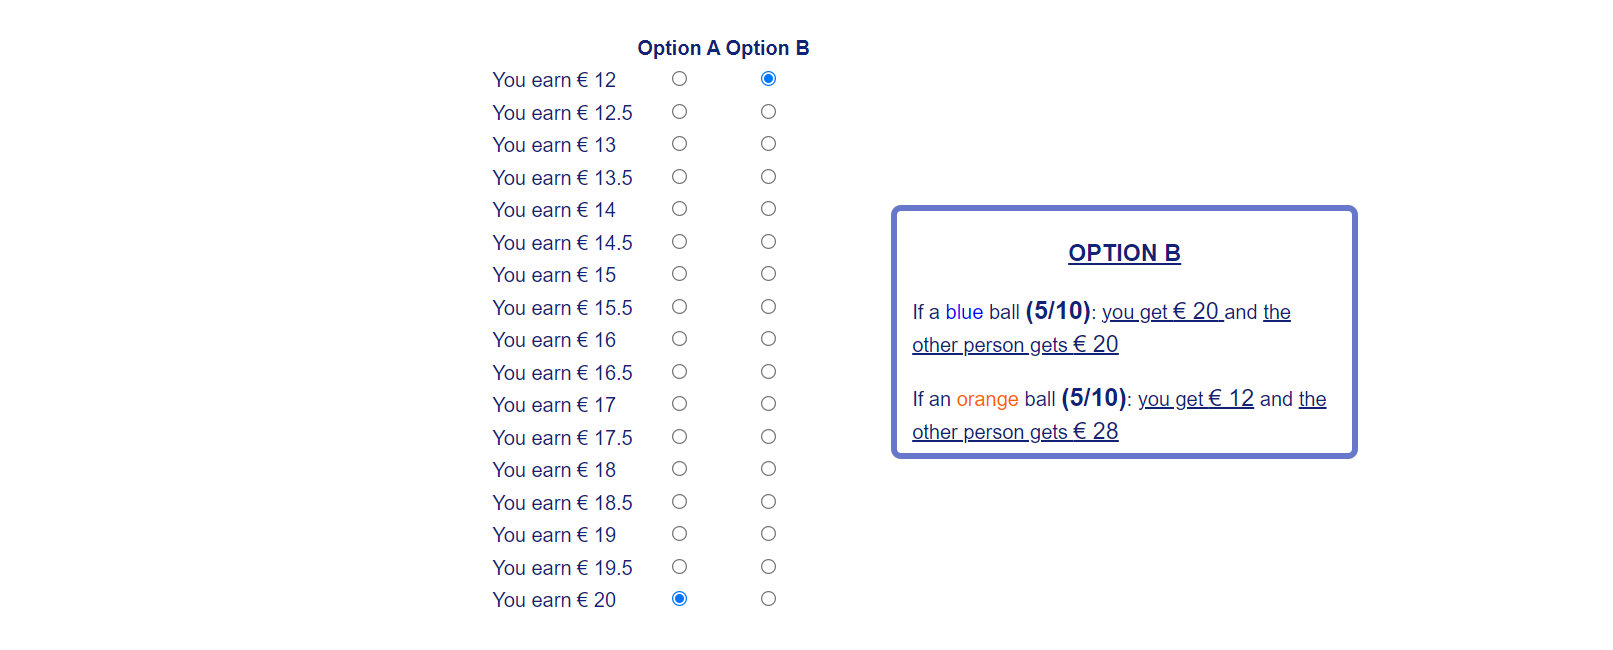 Option A Option B
You earn € 12
You earn € 12.5
You earn € 13
You earn € 13.5
You earn € 14
You earn € 14.5
You earn € 15
You earn € 15.5
You earn € 16
You earn € 16.5
You earn € 17
You earn € 17.5
You earn € 18
You earn € 18.5
You earn € 19
You earn € 19.5
You earn € 20
OPTION B
If a blue ball (5/10): you get € 20 and the
other person gets € 20
If an orange ball (5/10): you get € 12 and the
other person gets € 28